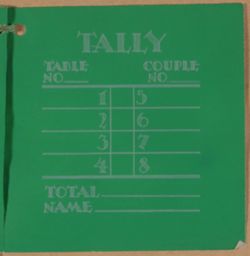 TALLY
TABLE COUPLE
NO. NO.
1 5
2 6
3 7
4 8
TOTAL
NAME